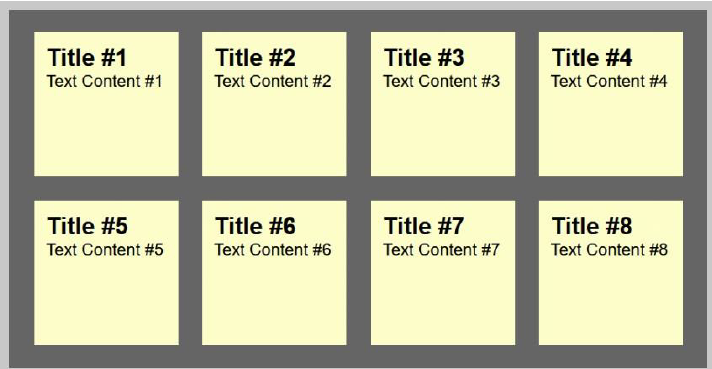 Title #1
Text Content #1
Title #2
Text Content #2
Title #3
Text Content #3
Title #4
Text Content #4
Title #5
Text Content #5
Title #6
Text Content #6
Title #7
Text Content #7
Title #8
Text Content #8